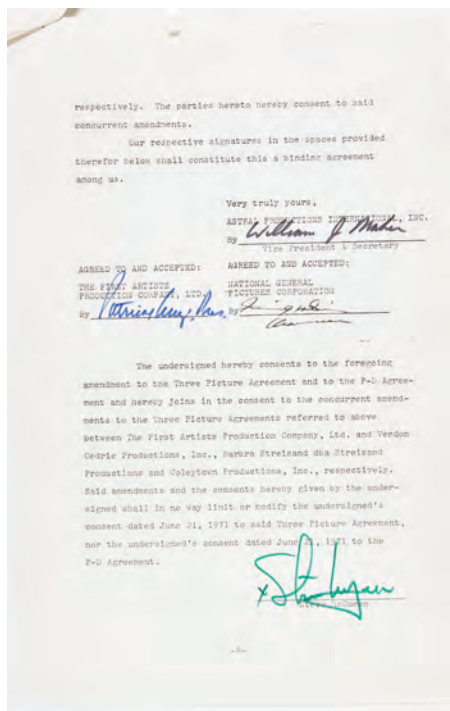 respectively. The parties hereto hereby consent to said
concurrent amendments.
Our respective signatures in the spaces provided
therefor below shall constitute this a binding agreement
among us.
Very truly yours,
ASTRAL PRODUCTIONS INTERNATIONAL, INC.
By William J Maher
Vice President & Secretary
AGREED TO AND ACCEPTED:
AGREED TO AND ACCEPTED:
THE FIRST ARTISTS
PRODUCTION COMPANY, LTD.
NATIONAL GENERAL
PICTURES CORPORATION
By
By
The undersigned hereby consents to the foregoing
amendment to the Three Picture Agreement and to the P-D Agree-
ment and hereby joins in the consent to the concurrent amend-
ments to the Three Picture Agreements referred to above
between The First Artists Production Company, Ltd. and Verdon
Cedric Productions, Inc., Barbra Streisand dba Streisand
Productions and Coleytown Productions, Inc., respectively.
Said amendments and the consents hereby given by the under-
signed shall in no way limit or modify the undersigned's
consent dated June 21, 1971 to said Three Picture Agreement,
nor the undersigned's consent dated June 21, 1971 to the
P-D Agreement.
x
Steve McQueen